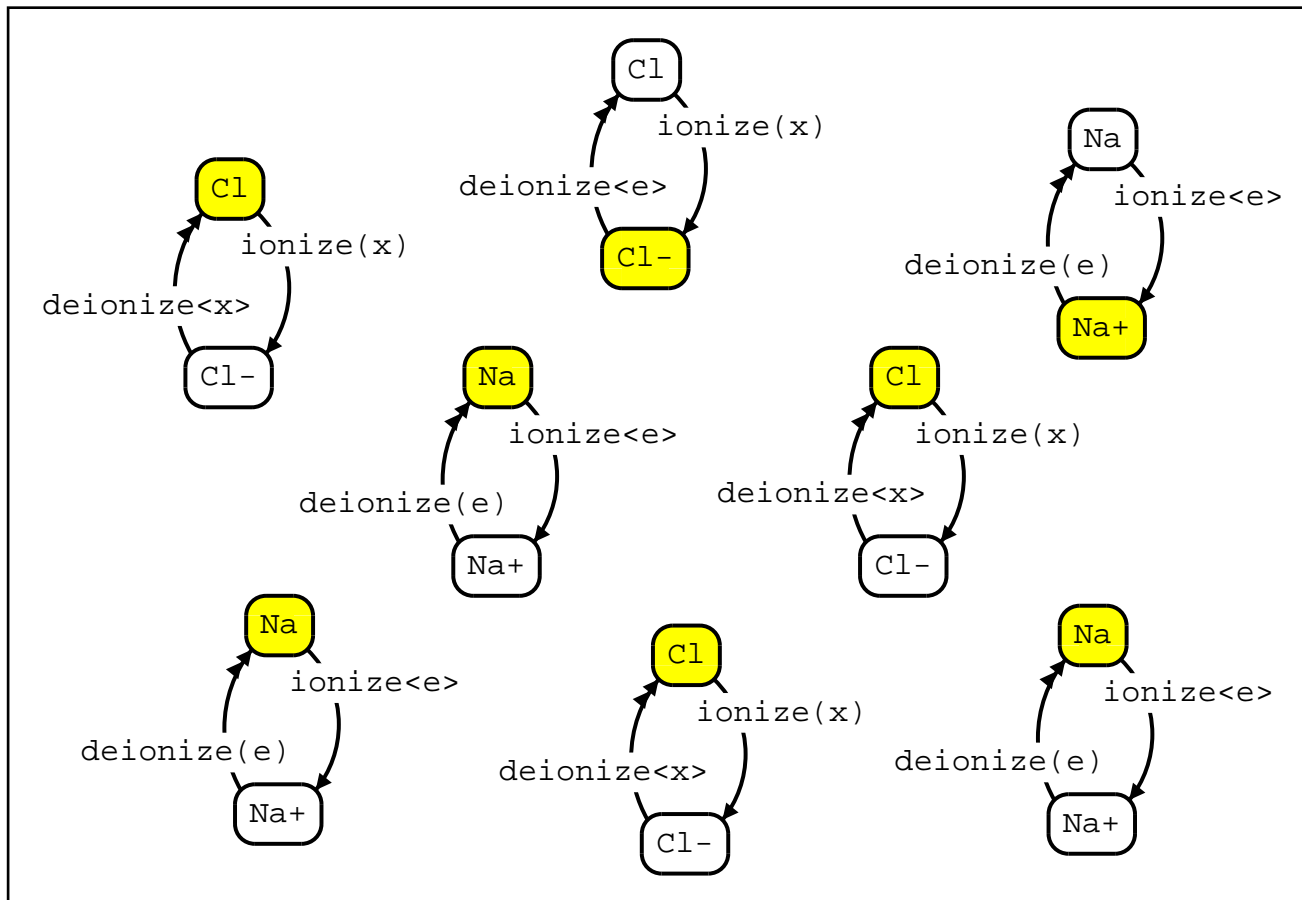 Cl
ionize(x)
deionize<e>
Cl-
Na
ionize<e>
deionize(e)
Na+
Cl
ionize(x)
deionize<x>
Cl-
Na
ionize<e>
deionize(e)
Na+
Cl
ionize(x)
deionize<x>
Cl-
Na
ionize<e>
deionize(e)
Na+
Cl
ionize(x)
deionize<x>
Cl-
Na
ionize<e>
deionize(e)
Na+